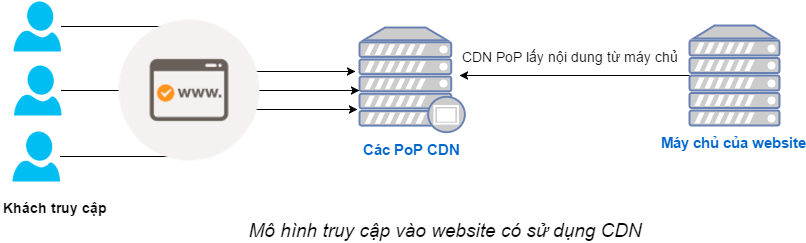 www.
CDN PoP lấy nội dung từ máy chủ
Các PoP CDN
Máy chủ của website
Khách truy cập
Mô hình truy cập vào website có sử dụng CDN